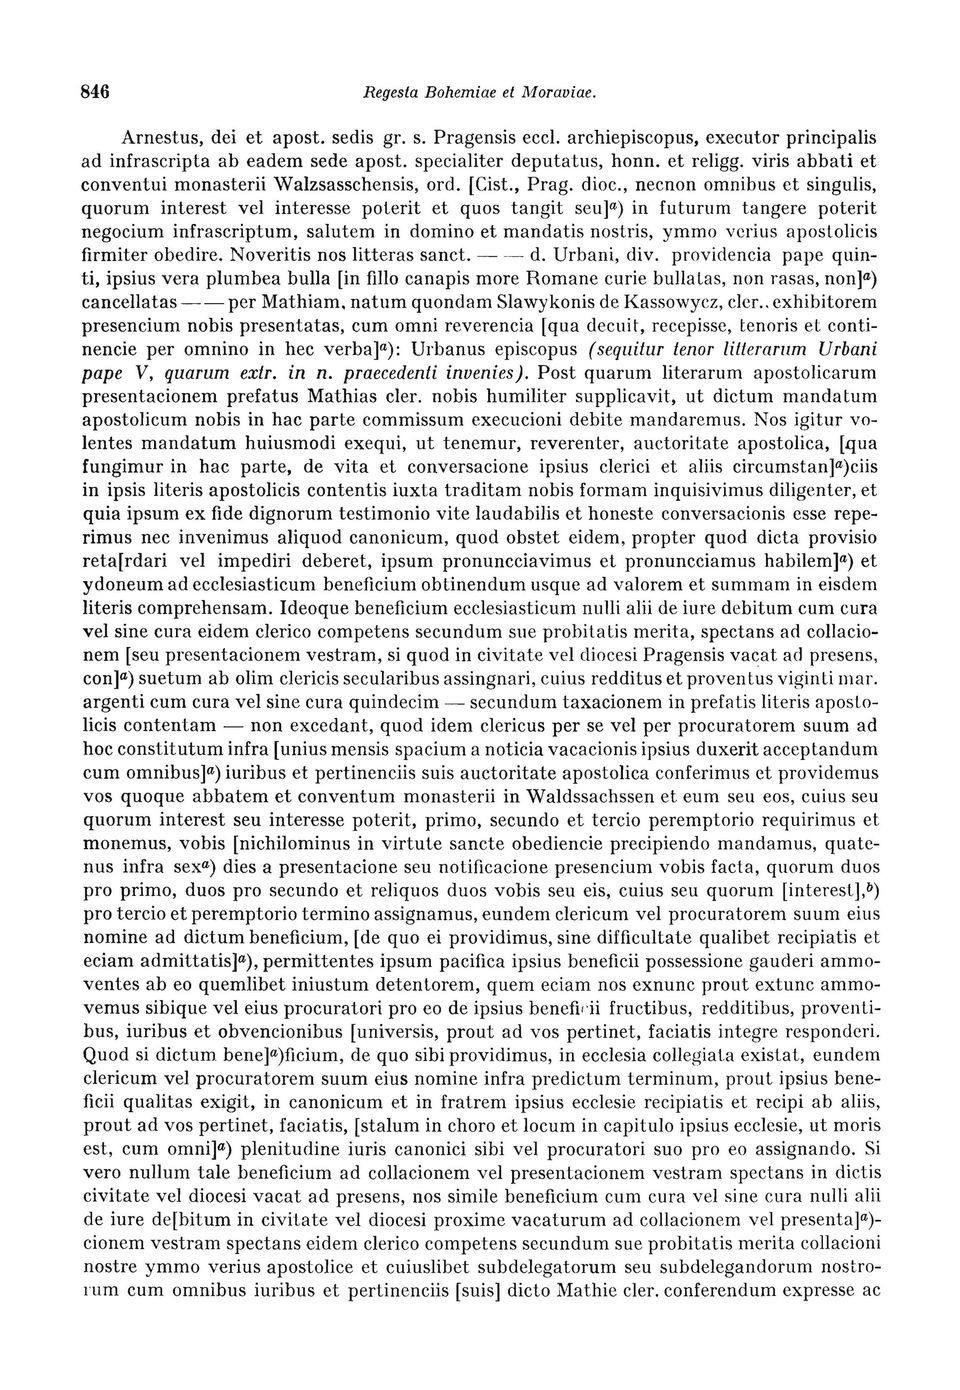 846 Regesta Bohemiae et Moraviae.
Arnestus, dei et apost. sedis gr. s. Pragensis eccl. archiepiscopus, executor principalis
ad infrascripta ab eadem sede apost. specialiter deputatus, honn. et religg. viris abbati et
conventui monasterii Walzsasschensis, ord. [Cist., Prag. dioc., necnon omnibus et singulis,
quorum interest vel interesse poterit et quos tangit seu]a) in futurum tangere poterit
negocium infrascriptum, salutem in domino et mandatis nostris, ymmo verius apostolicis
firmiter obedire. Noveritis nos litteras sanct. — — d. Urbani, div. providencia pape quin-
ti, ipsius vera plumbea bulla [in fillo canapis more Romane curie bullatas, non rasas, non]a)
cancellatas — — per Mathiam, natum quondam Slawykonis de Kassowycz, cler., exhibitorem
presencium nobis presentatas, cum omni reverencia [qua decuit, recepisse, tenoris et conti-
nencie per omnino in hec verba]a): Urbanus episcopus (sequitur tenor litterarum Urbani
pape V, quarum extr. in n. praecedenti invenies). Post quarum literarum apostolicarum
presentacionem prefatus Mathias cler. nobis humiliter supplicavit, ut dictum mandatum
apostolicum nobis in hac parte commissum execucioni debite mandaremus. Nos igitur vo-
lentes mandatum huiusmodi exequi, ut tenemur, reverenter, auctoritate apostolica, [qua
fungimur in hac parte, de vita et conversacione ipsius clerici et aliis circumstan]a)ciis
in ipsis literis apostolicis contentis iuxta traditam nobis formam inquisivimus diligenter, et
quia ipsum ex fide dignorum testimonio vite laudabilis et honeste conversacionis esse repe-
rimus nec invenimus aliquod canonicum, quod obstet eidem, propter quod dicta provisio
reta[rdari vel impediri deberet, ipsum pronuncciavimus et pronuncciamus habilem]a) et
ydoneum ad ecclesiasticum beneficium obtinendum usque ad valorem et summam in eisdem
literis comprehensam. Ideoque beneficium ecclesiasticum nulli alii de iure debitum cum cura
vel sine cura eidem clerico competens secundum sue probitatis merita, spectans ad collacio-
nem [seu presentacionem vestram, si quod in civitate vel diocesi Pragensis vacat ad presens,
con]a) suetum ab olim clericis secularibus assingnari, cuius redditus et proventus viginti mar.
argenti cum cura vel sine cura quindecim — secundum taxacionem in prefatis literis aposto-
licis contentam — non excedant, quod idem clericus per se vel per procuratorem suum ad
hoc constitutum infra [unius mensis spacium a noticia vacacionis ipsius duxerit acceptandum
cum omnibus]a) iuribus et pertinenciis suis auctoritate apostolica conferimus et providemus
vos quoque abbatem et conventum monasterii in Waldssachssen et eum seu eos, cuius seu
quorum interest seu interesse poterit, primo, secundo et tercio peremptorio requirimus et
monemus, vobis [nichilominus in virtute sancte obediencie precipiendo mandamus, quate-
nus infra sexa) dies a presentacione seu notificacione presencium vobis facta, quorum duos
pro primo, duos pro secundo et reliquos duos vobis seu eis, cuius seu quorum [interest],b)
pro tercio et peremptorio termino assignamus, eundem clericum vel procuratorem suum eius
nomine ad dictum beneficium, [de quo ei providimus, sine difficultate qualibet recipiatis et
eciam admittatis]a), permittentes ipsum pacifica ipsius beneficii possessione gauderi ammo-
ventes ab eo quemlibet iniustum detentorem, quem eciam nos exnunc prout extunc ammo-
vemus sibique vel eius procuratori pro eo de ipsius beneficii fructibus, redditibus, proventi-
bus, iuribus et obvencionibus [universis, prout ad vos pertinet, faciatis integre responderi.
Quod si dictum bene]a)ficium, de quo sibi providimus, in ecclesia collegiata existat, eundem
clericum vel procuratorem suum eius nomine infra predictum terminum, prout ipsius bene-
ficii qualitas exigit, in canonicum et in fratrem ipsius ecclesie recipiatis et recipi ab aliis,
prout ad vos pertinet, faciatis, [stalum in choro et locum in capitulo ipsius ecclesie, ut moris
est, cum omni]a) plenitudine iuris canonici sibi vel procuratori suo pro eo assignando. Si
vero nullum tale beneficium ad collacionem vel presentacionem vestram spectans in dictis
civitate vel diocesi vacat ad presens, nos simile beneficium cum cura vel sine cura nulli alii
de iure de[bitum in civitate vel diocesi proxime vacaturum ad collacionem vel presenta]a)-
cionem vestram spectans eidem clerico competens secundum sue probitatis merita collacioni
nostre ymmo verius apostolice et cuiuslibet subdelegatorum seu subdelegandorum nostro-
rum cum omnibus iuribus et pertinenciis [suis] dicto Mathie cler. conferendum expresse ac